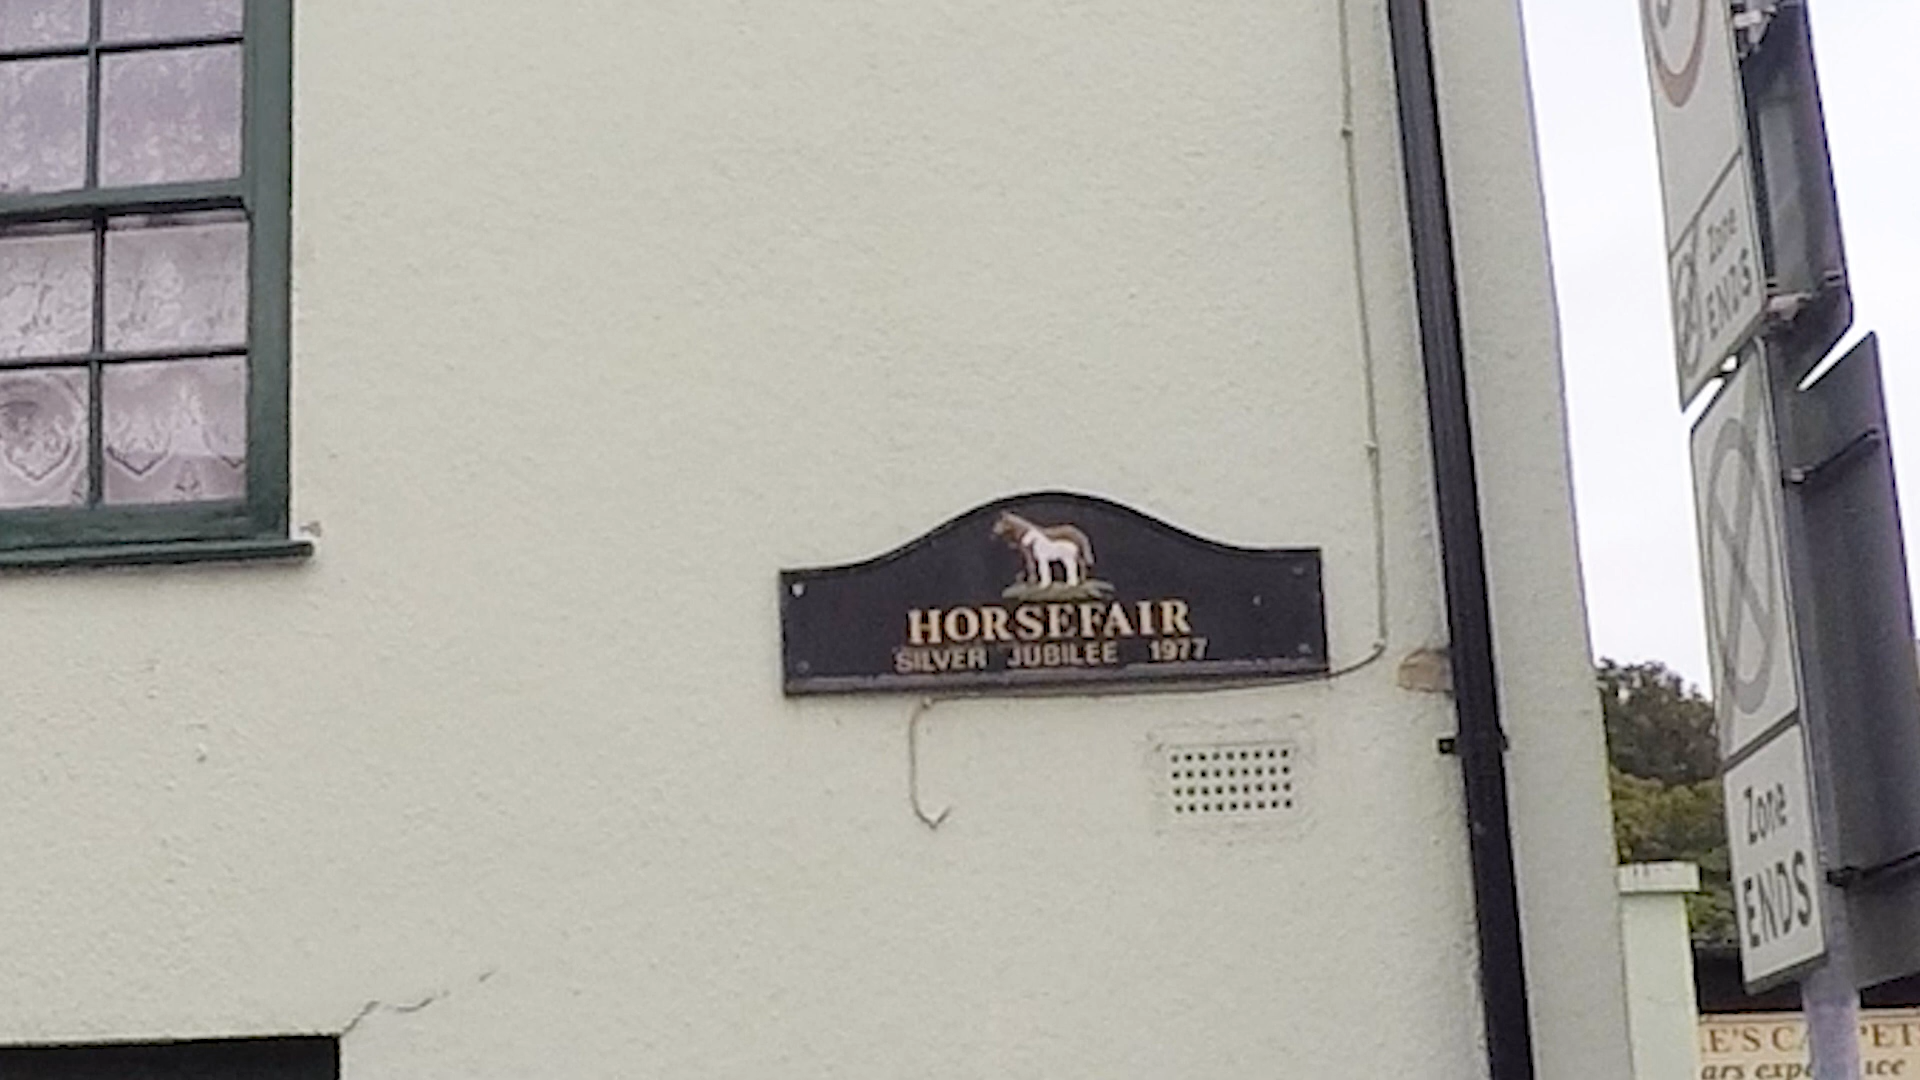 HORSEFAIR
SILVER JUBILEE 1977
Zone
ENDS
Zone
ENDS